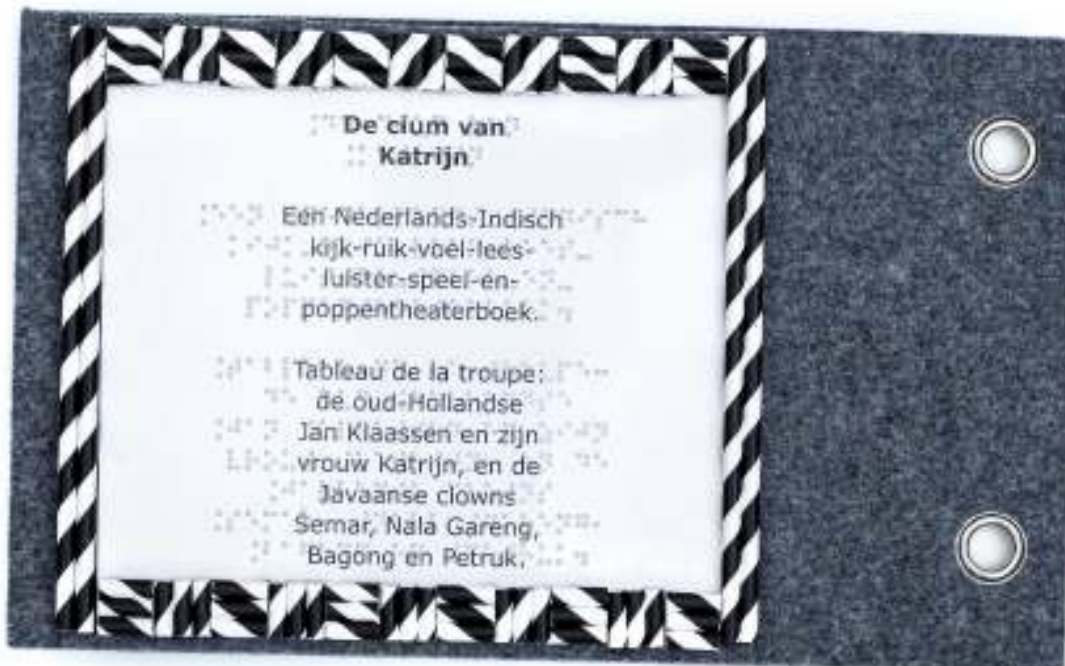 De cium van
Katrijn
Een Nederlands-Indisch
kijk-ruik-voel-lees-
luister-speel-en-
poppentheaterboek.
Tableau de la troupe:
de oud-Hollandse
Jan Klaassen en zijn
vrouw Katrijn, en de
Javaanse clowns
Semar, Nala Gareng,
Bagong en Petruk.